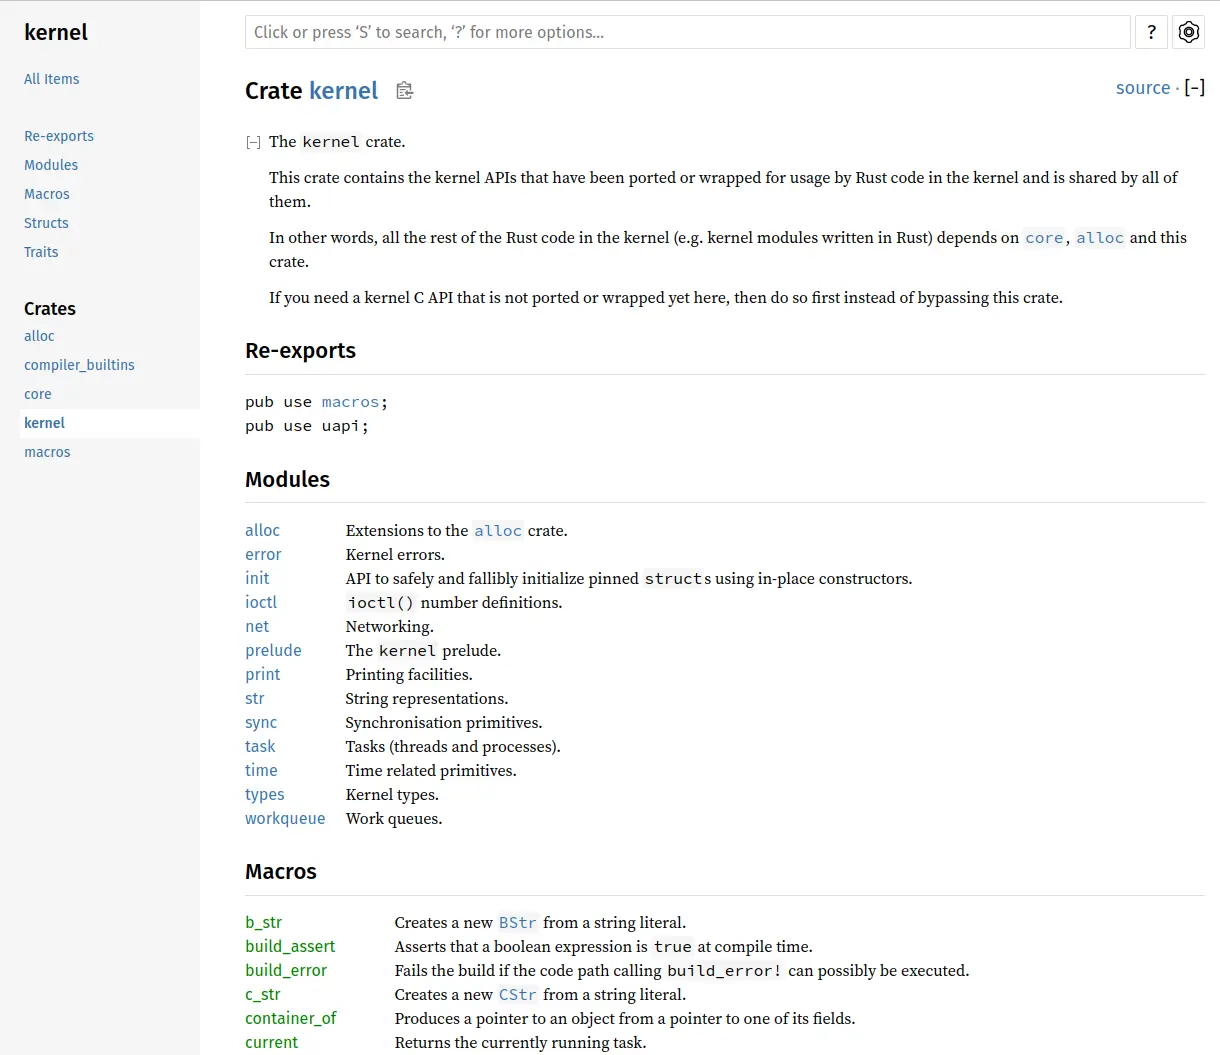 kernel
All Items
Re-exports
Modules
Macros
Structs
Traits
Crates
alloc
compiler_builtins
core
kernel
macros
Click or press ‘S’ to search, ‘?’ for more options…
?
Crate kernel
source · [-]
[-] The kernel crate.
This crate contains the kernel APIs that have been ported or wrapped for usage by Rust code in the kernel and is shared by all of
them.
In other words, all the rest of the Rust code in the kernel (e.g. kernel modules written in Rust) depends on core, alloc and this
crate.
If you need a kernel C API that is not ported or wrapped yet here, then do so first instead of bypassing this crate.
Re-exports
pub use macros;
pub use uapi;
Modules
alloc Extensions to the alloc crate.
error Kernel errors.
init API to safely and fallibly initialize pinned structs using in-place constructors.
ioctl ioctl() number definitions.
net Networking.
prelude The kernel prelude.
print Printing facilities.
str String representations.
sync Synchronisation primitives.
task Tasks (threads and processes).
time Time related primitives.
types Kernel types.
workqueue Work queues.
Macros
b_str Creates a new BStr from a string literal.
build_assert Asserts that a boolean expression is true at compile time.
build_error Fails the build if the code path calling build_error! can possibly be executed.
c_str Creates a new CStr from a string literal.
container_of Produces a pointer to an object from a pointer to one of its fields.
current Returns the currently running task.